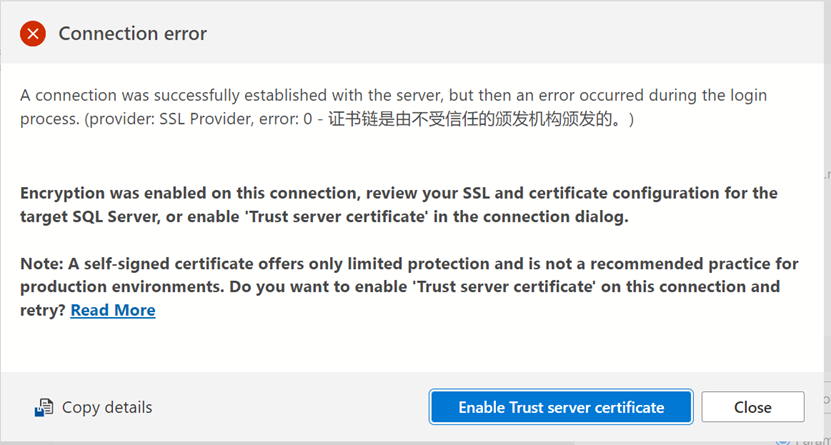 Connection error
A connection was successfully established with the server, but then an error occurred during the login
process. (provider: SSL Provider, error: 0 - 证书链是由不受信任的颁发机构颁发的。)
Encryption was enabled on this connection, review your SSL and certificate configuration for the
target SQL Server, or enable 'Trust server certificate' in the connection dialog.
Note: A self-signed certificate offers only limited protection and is not a recommended practice for
production environments. Do you want to enable 'Trust server certificate' on this connection and
retry? Read More
Copy details
Enable Trust server certificate
Close